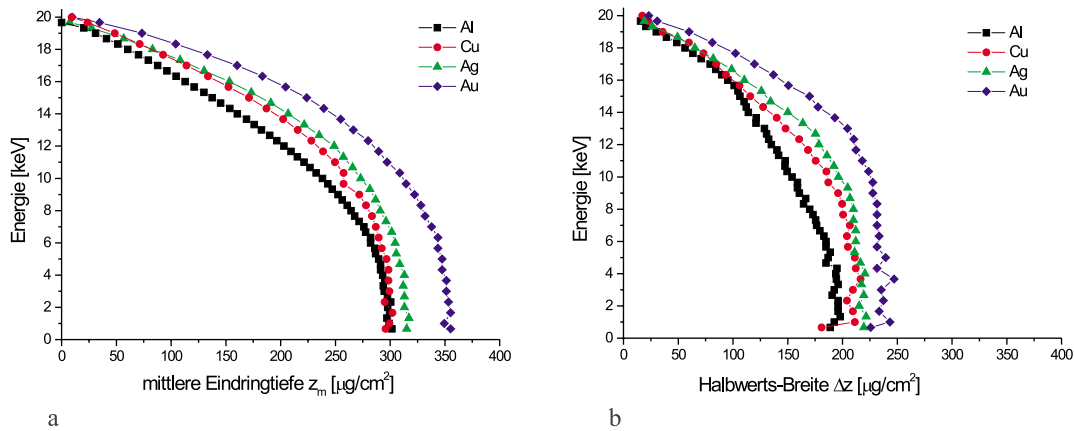 Energie [keV]
20
18
16
14
12
10
8
6
4
2
0
Al
Cu
Ag
Au
0 50 100 150 200 250 300 350 400
mittlere Eindringtiefe zm [µg/cm²]
a
Energie [keV]
20
18
16
14
12
10
8
6
4
2
0
Al
Cu
Ag
Au
0 50 100 150 200 250 300 350 400
Halbwerts-Breite Δz [µg/cm²]
b